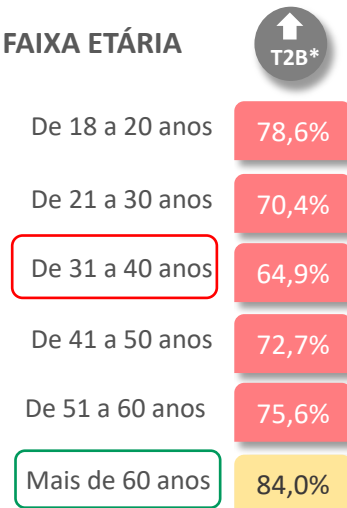 FAIXA ETÁRIA
T2B*
De 18 a 20 anos 78,6%
De 21 a 30 anos 70,4%
De 31 a 40 anos 64,9%
De 41 a 50 anos 72,7%
De 51 a 60 anos 75,6%
Mais de 60 anos 84,0%